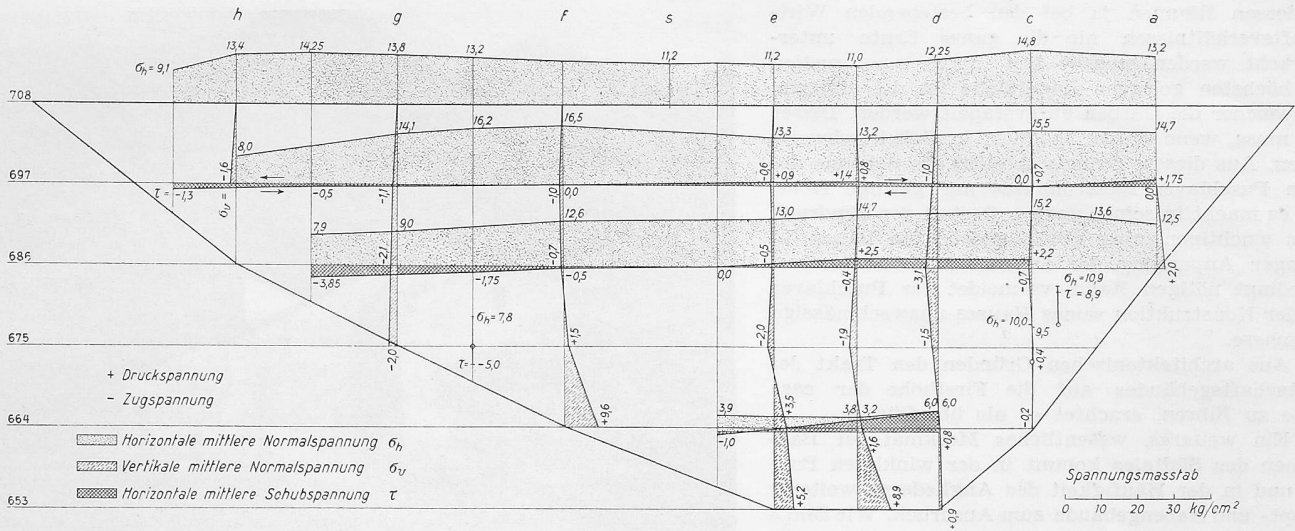 h g f s e d c a
13,4 14,25 13,8 13,2 11,2 11,2 11,0 12,25 14,8 13,2
σh = 9,1
708
8,0 14,1 16,2 16,5 13,3 13,2 15,5 14,7
-1,6 -0,6 +0,9 +1,4 +0,8 -1,0 0,0 +0,7
697
τ = -1,3 σv = -0,5 -1,1 -1,0 0,0 0,0 +1,75
7,9 9,0 12,6 13,0 14,7 15,2 13,6 12,5
-2,1 -0,7 -0,5 +2,5 +2,2
686
-3,85 -1,75 -0,5 0,0 -0,4 -3,1 -0,7 -2,0
σh = 10,9
τ = 8,9
σh = 7,8 +1,5 -2,0 -1,9 -1,5 σh = 10,0 9,5
675
-2,0 τ = -5,0 +0,4
+ Druckspannung
- Zugspannung
+9,6 3,9 +3,5 3,8 3,2 6,0 6,0 -0,2
664
-1,0 +1,6 +0,8
Horizontale mittlere Normalspannung σh
Vertikale mittlere Normalspannung σv
Horizontale mittlere Schubspannung τ
+5,2 +8,9 +0,9
653
Spannungsmasstab
10 20 30 kg/cm²